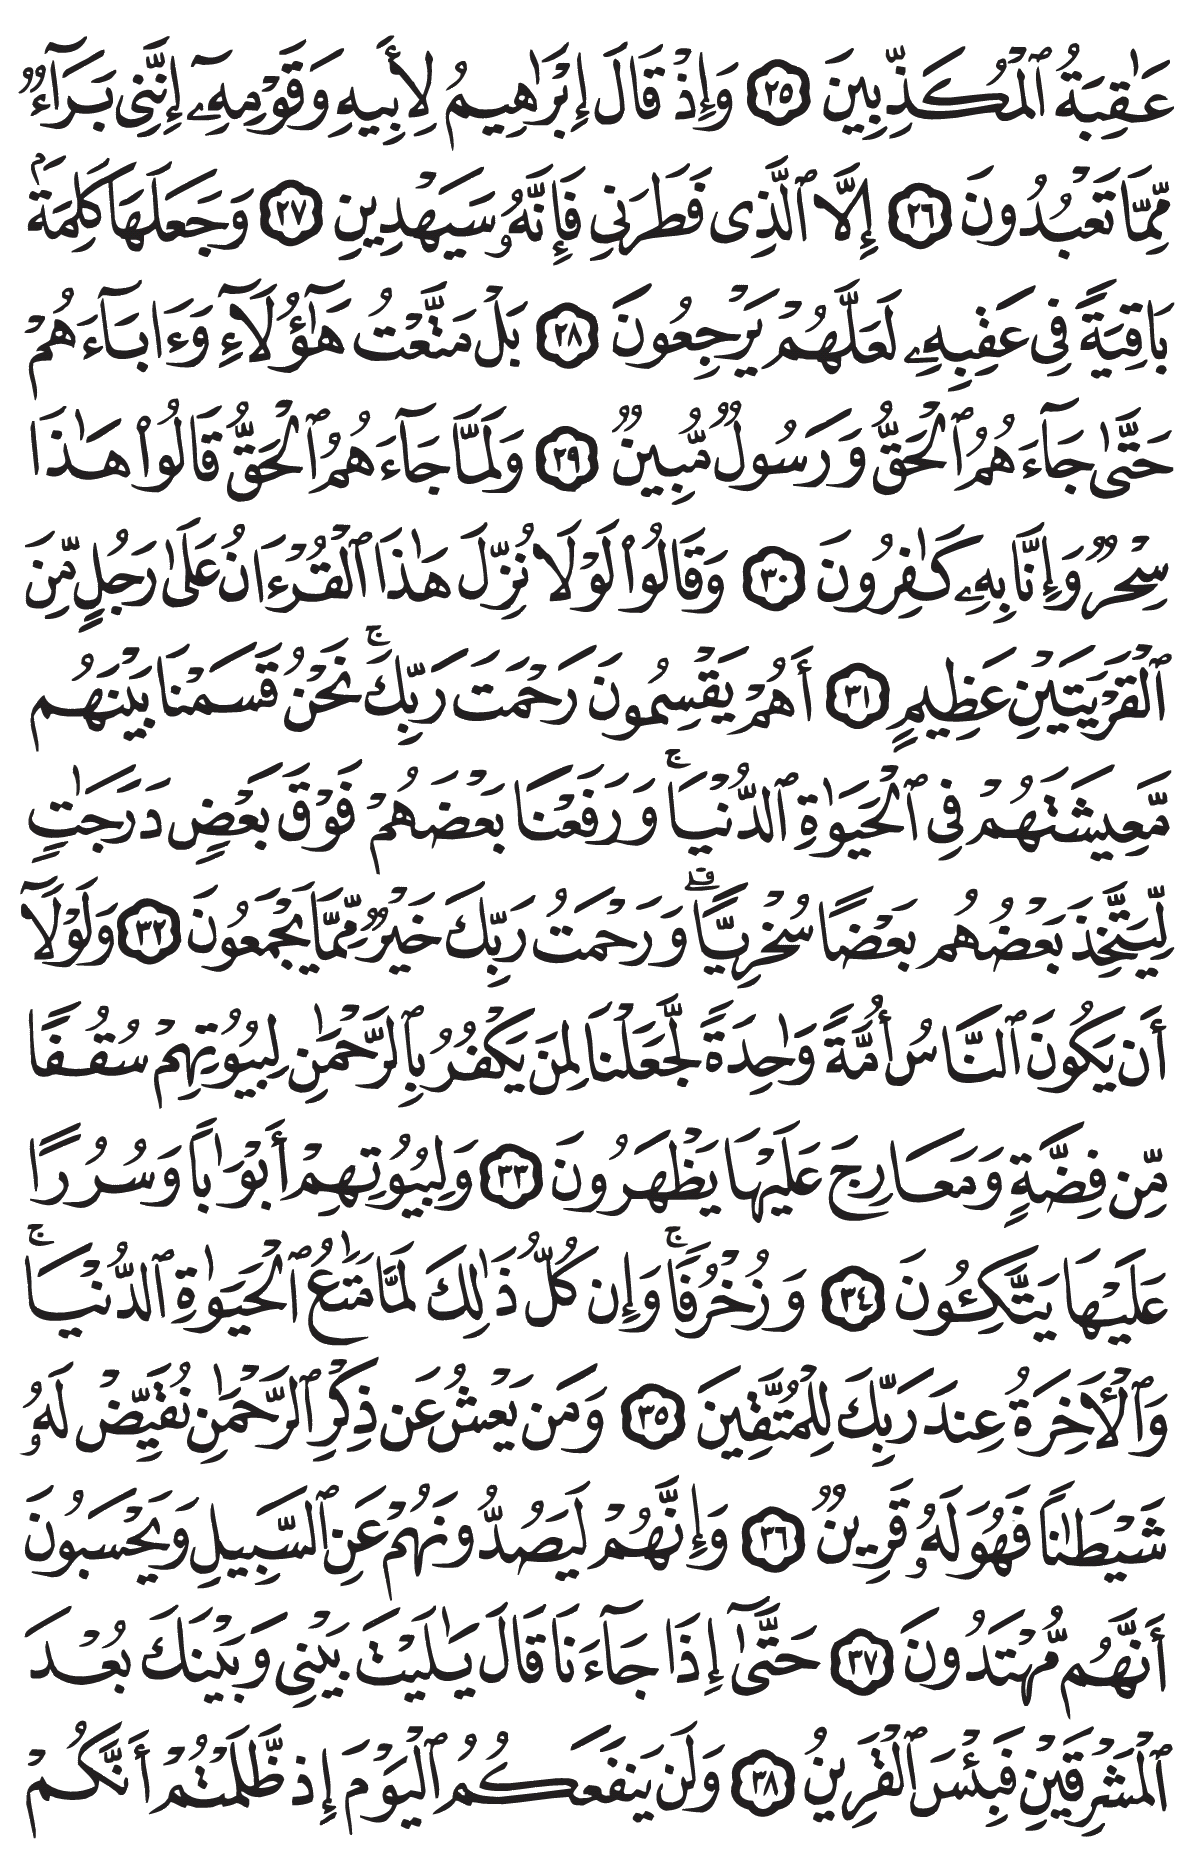 عَٰقِبَةُ ٱلۡمُكَذِّبِينَ ٢٥ وَإِذۡ قَالَ إِبۡرَٰهِيمُ لِأَبِيهِ وَقَوۡمِهِۦٓ إِنَّنِي بَرَآءٞ
مِّمَّا تَعۡبُدُونَ ٢٦ إِلَّا ٱلَّذِي فَطَرَنِي فَإِنَّهُۥ سَيَهۡدِينِ ٢٧ وَجَعَلَهَا كَلِمَةَۢ
بَاقِيَةٗ فِي عَقِبِهِۦ لَعَلَّهُمۡ يَرۡجِعُونَ ٢٨ بَلۡ مَتَّعۡتُ هَٰٓؤُلَآءِ وَءَابَآءَهُمۡ
حَتَّىٰ جَآءَهُمُ ٱلۡحَقُّ وَرَسُولٞ مُّبِينٞ ٢٩ وَلَمَّا جَآءَهُمُ ٱلۡحَقُّ قَالُواْ هَٰذَا
سِحۡرٞ وَإِنَّا بِهِۦ كَٰفِرُونَ ٣٠ وَقَالُواْ لَوۡلَا نُزِّلَ هَٰذَا ٱلۡقُرۡءَانُ عَلَىٰ رَجُلٖ مِّنَ
ٱلۡقَرۡيَتَيۡنِ عَظِيمٍ ٣١ أَهُمۡ يَقۡسِمُونَ رَحۡمَتَ رَبِّكَۚ نَحۡنُ قَسَمۡنَا بَيۡنَهُم
مَّعِيشَتَهُمۡ فِي ٱلۡحَيَوٰةِ ٱلدُّنۡيَاۚ وَرَفَعۡنَا بَعۡضَهُمۡ فَوۡقَ بَعۡضٖ دَرَجَٰتٖ
لِّيَتَّخِذَ بَعۡضُهُم بَعۡضٗا سُخۡرِيّٗاۗ وَرَحۡمَتُ رَبِّكَ خَيۡرٞ مِّمَّا يَجۡمَعُونَ ٣٢ وَلَوۡلَآ
أَن يَكُونَ ٱلنَّاسُ أُمَّةٗ وَٰحِدَةٗ لَّجَعَلۡنَا لِمَن يَكۡفُرُ بِٱلرَّحۡمَٰنِ لِبُيُوتِهِمۡ سُقُفٗا
مِّن فِضَّةٖ وَمَعَارِجَ عَلَيۡهَا يَظۡهَرُونَ ٣٣ وَلِبُيُوتِهِمۡ أَبۡوَٰبٗا وَسُرُرًا
عَلَيۡهَا يَتَّكِـُٔونَ ٣٤ وَزُخۡرُفٗاۚ وَإِن كُلُّ ذَٰلِكَ لَمَّا مَتَٰعُ ٱلۡحَيَوٰةِ ٱلدُّنۡيَاۚ
وَٱلۡأٓخِرَةُ عِندَ رَبِّكَ لِلۡمُتَّقِينَ ٣٥ وَمَن يَعۡشُ عَن ذِكۡرِ ٱلرَّحۡمَٰنِ نُقَيِّضۡ لَهُۥ
شَيۡطَٰنٗا فَهُوَ لَهُۥ قَرِينٞ ٣٦ وَإِنَّهُمۡ لَيَصُدُّونَهُمۡ عَنِ ٱلسَّبِيلِ وَيَحۡسَبُونَ
أَنَّهُم مُّهۡتَدُونَ ٣٧ حَتَّىٰٓ إِذَا جَآءَنَا قَالَ يَٰلَيۡتَ بَيۡنِي وَبَيۡنَكَ بُعۡدَ
ٱلۡمَشۡرِقَيۡنِ فَبِئۡسَ ٱلۡقَرِينُ ٣٨ وَلَن يَنفَعَكُمُ ٱلۡيَوۡمَ إِذ ظَّلَمۡتُمۡ أَنَّكُمۡ